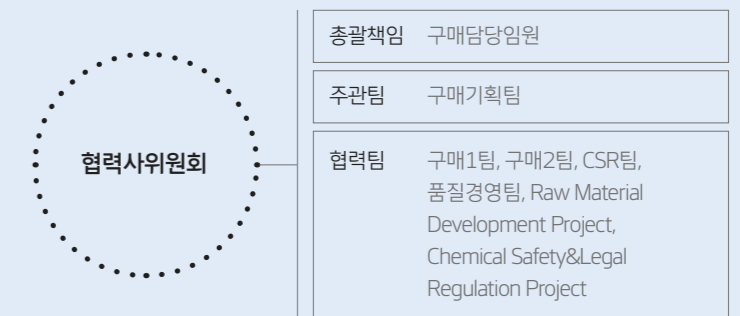 협력사위원회
총괄책임 구매담당임원
주관팀 구매기획팀
협력팀 구매1팀, 구매2팀, CSR팀,
품질경영팀, Raw Material
Development Project,
Chemical Safety&Legal
Regulation Project